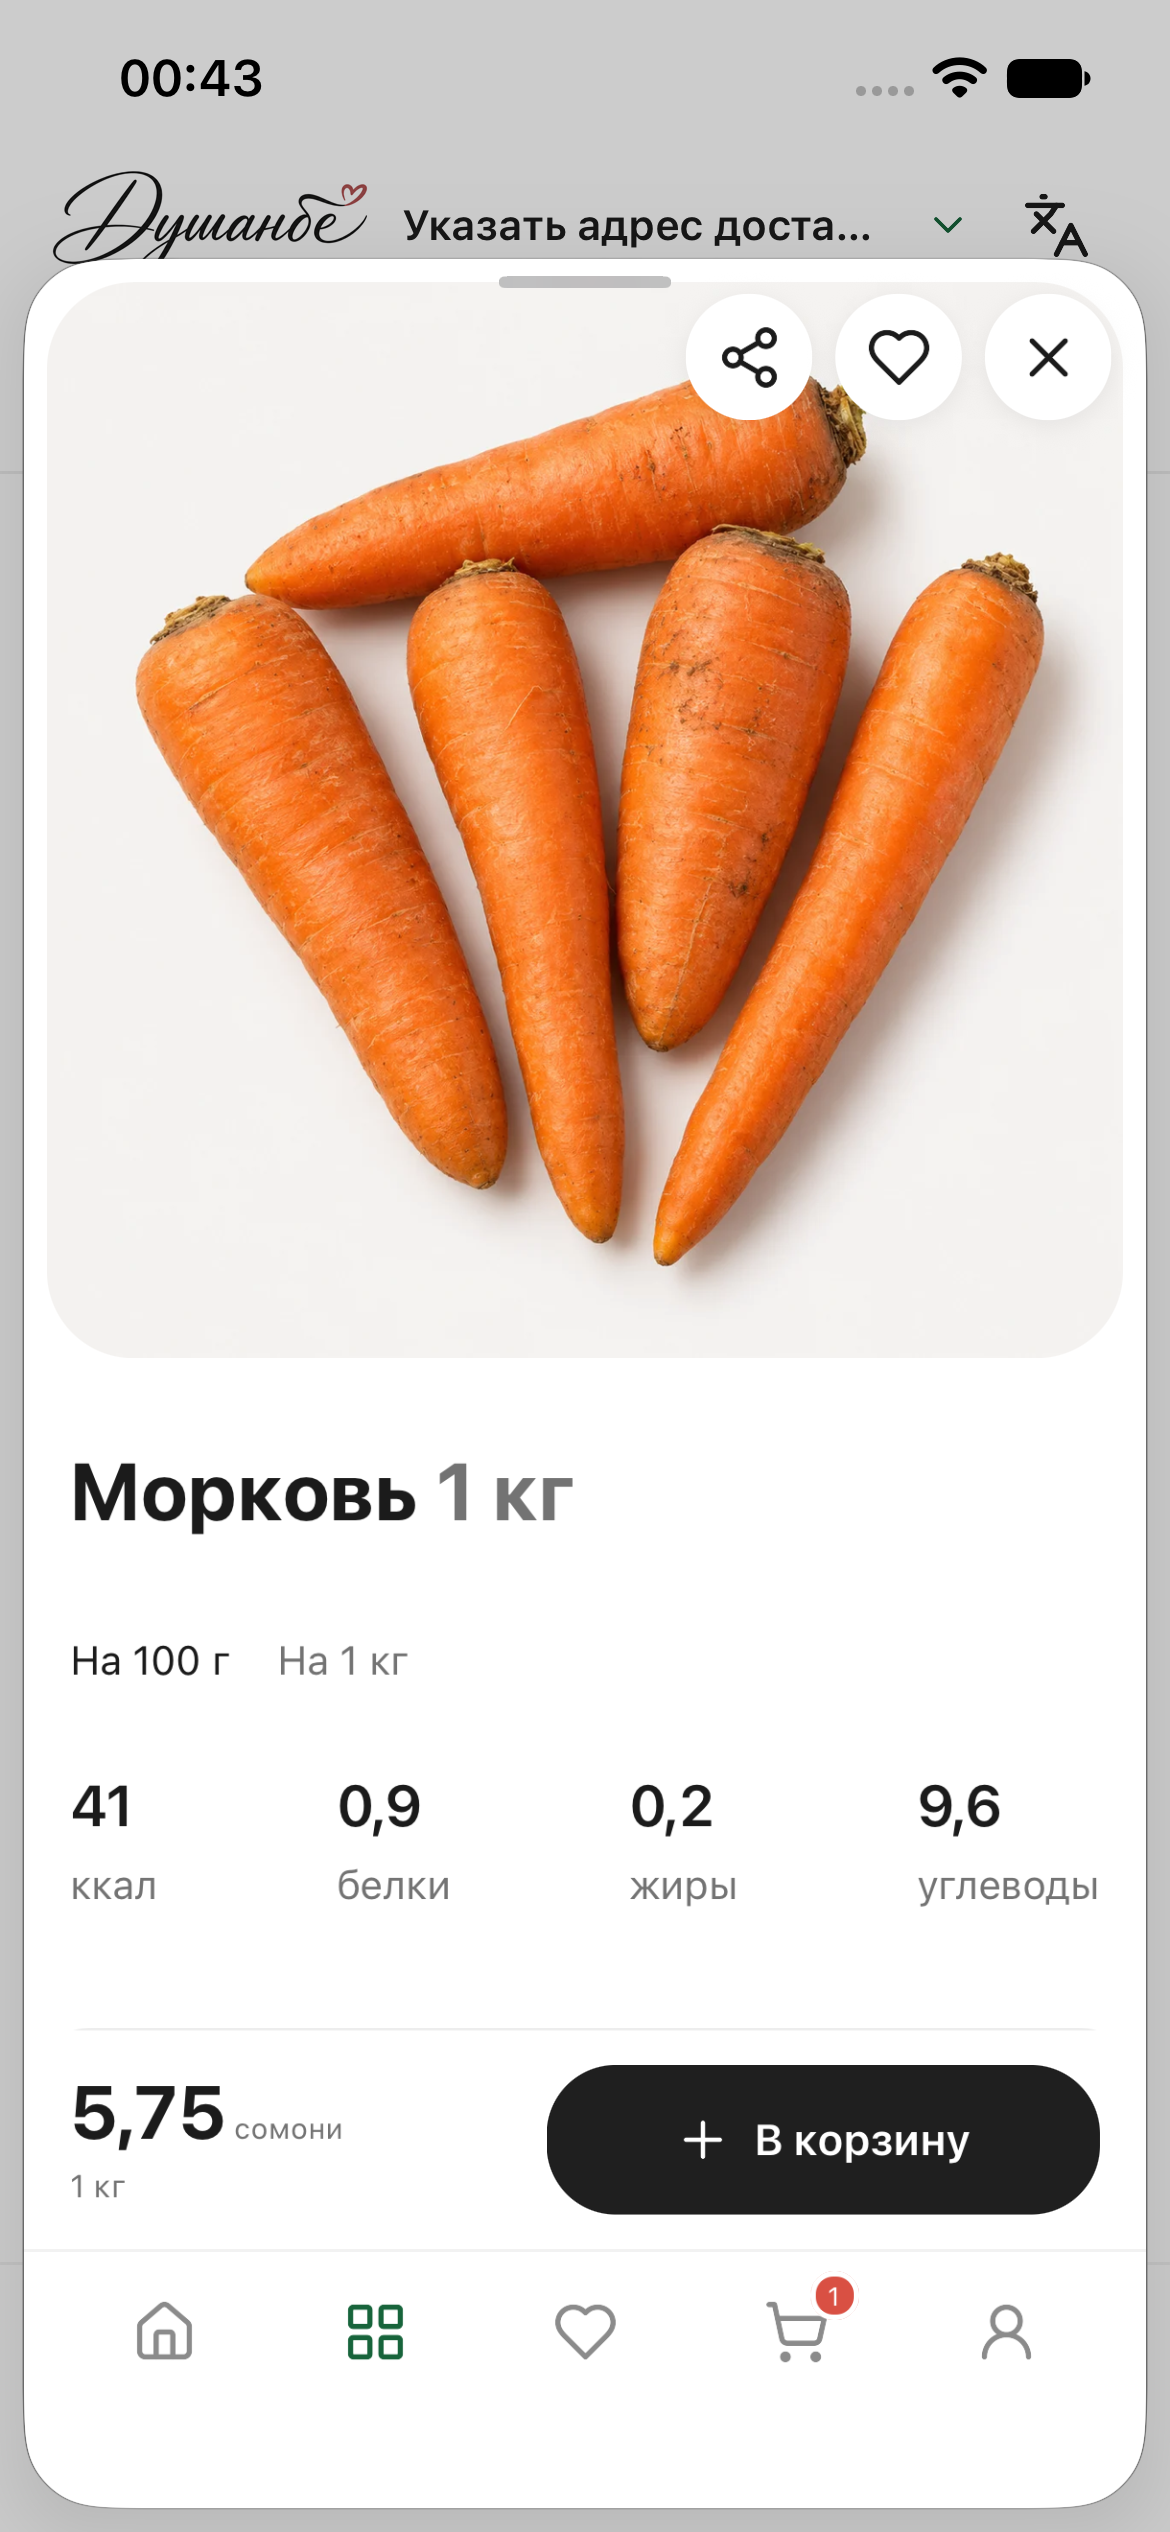 00:43
Душанбе Указать адрес доста...
Морковь 1 кг
На 100 г На 1 кг
41 0,9 0,2 9,6
ккал белки жиры углеводы
5,75 сомони
1 кг
В корзину
1